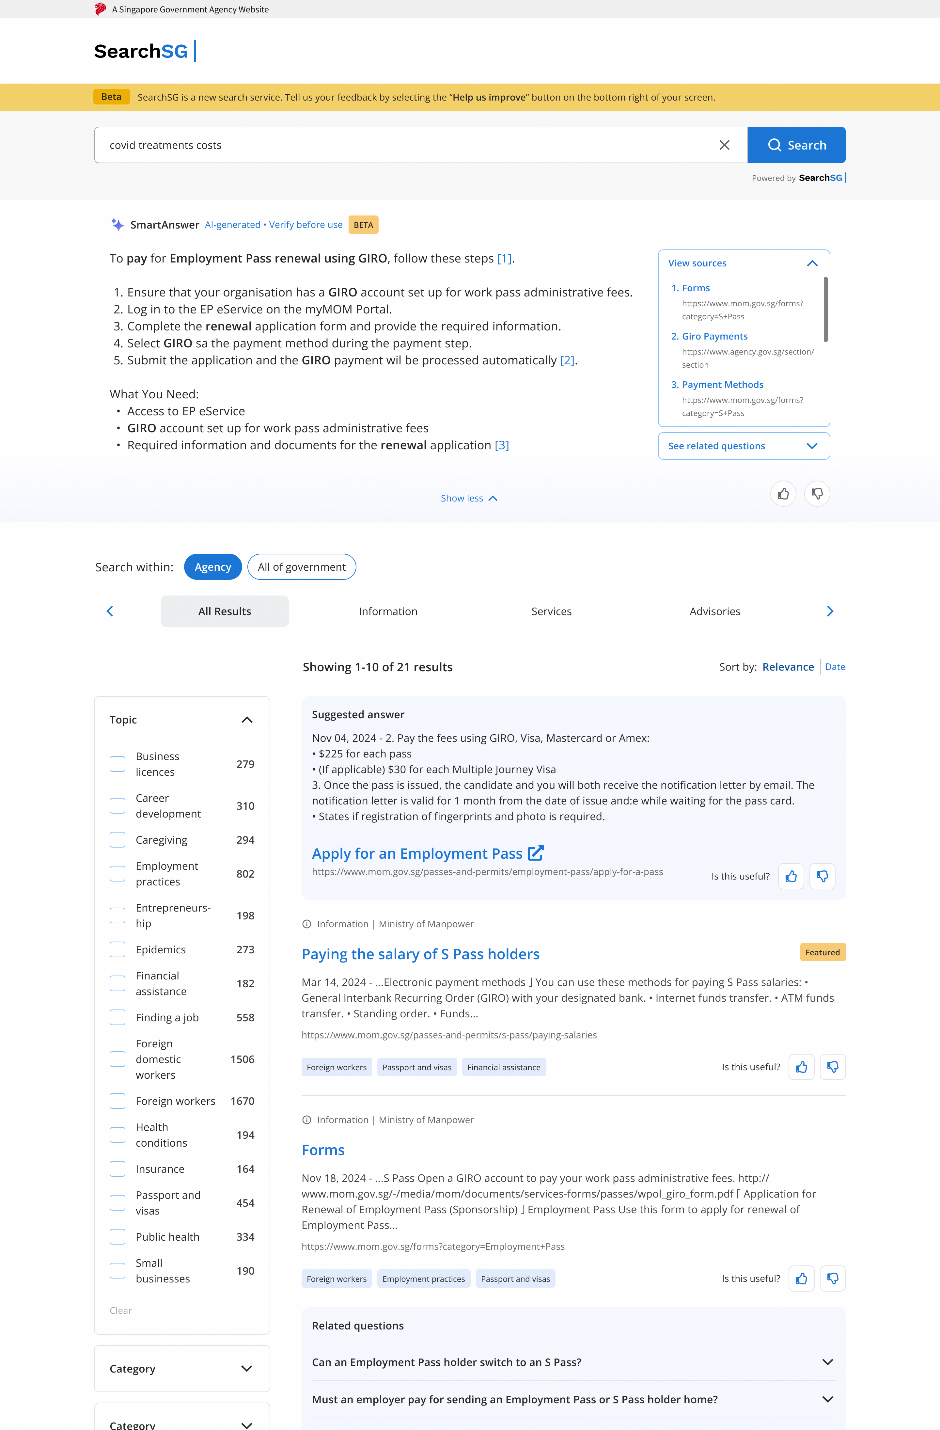 A Singapore Government Agency Website
SearchSG
Beta SearchSG is a new search service. Tell us your feedback by selecting the "Help us improve" button on the bottom right of your screen.
covid treatments costs
Search
Powered by SearchSG
SmartAnswer AI-generated • Verify before use BETA
To pay for Employment Pass renewal using GIRO, follow these steps [1].
1. Ensure that your organisation has a GIRO account set up for work pass administrative fees.
2. Log in to the EP eService on the myMOM Portal.
3. Complete the renewal application form and provide the required information.
4. Select GIRO sa the payment method during the payment step.
5. Submit the application and the GIRO payment wil be processed automatically [2].
What You Need:
• Access to EP eService
• GIRO account set up for work pass administrative fees
• Required information and documents for the renewal application [3]
View sources
1. Forms
https://www.mom.gov.sg/forms?
category=S+Pass
2. Giro Payments
https://www.agency.gov.sg/section/
section
3. Payment Methods
https://www.mom.gov.sg/forms?
category=S+Pass
See related questions
Show less
Search within: Agency All of government
All Results Information Services Advisories
Showing 1-10 of 21 results
Sort by: Relevance Date
Topic
Business
licences 279
Career
development 310
Caregiving 294
Employment
practices 802
Entrepreneurs-
hip 198
Epidemics 273
Financial
assistance 182
Finding a job 558
Foreign
domestic
workers 1506
Foreign workers 1670
Health
conditions 194
Insurance 164
Passport and
visas 454
Public health 334
Small
businesses 190
Clear
Category
Category
Suggested answer
Nov 04, 2024 - 2. Pay the fees using GIRO, Visa, Mastercard or Amex:
• $225 for each pass
• (If applicable) $30 for each Multiple Journey Visa
3. Once the pass is issued, the candidate and you will both receive the notification letter by email. The
notification letter is valid for 1 month from the date of issue and:e while waiting for the pass card.
• States if registration of fingerprints and photo is required.
Apply for an Employment Pass
https://www.mom.gov.sg/passes-and-permits/employment-pass/apply-for-a-pass
Is this useful?
Information | Ministry of Manpower
Paying the salary of S Pass holders
Featured
Mar 14, 2024 - ...Electronic payment methods ⌋ You can use these methods for paying S Pass salaries: •
General Interbank Recurring Order (GIRO) with your designated bank. • Internet funds transfer. • ATM funds
transfer. • Standing order. • Funds...
https://www.mom.gov.sg/passes-and-permits/s-pass/paying-salaries
Foreign workers Passport and visas Financial assistance
Is this useful?
Information | Ministry of Manpower
Forms
Nov 18, 2024 - ...S Pass Open a GIRO account to pay your work pass administrative fees. http://
www.mom.gov.sg/-/media/mom/documents/services-forms/passes/wpol_giro_form.pdf ⌈ Application for
Renewal of Employment Pass (Sponsorship) ⌋ Employment Pass Use this form to apply for renewal of
Employment Pass...
https://www.mom.gov.sg/forms?category=Employment+Pass
Foreign workers Employment practices Passport and visas
Is this useful?
Related questions
Can an Employment Pass holder switch to an S Pass?
Must an employer pay for sending an Employment Pass or S Pass holder home?